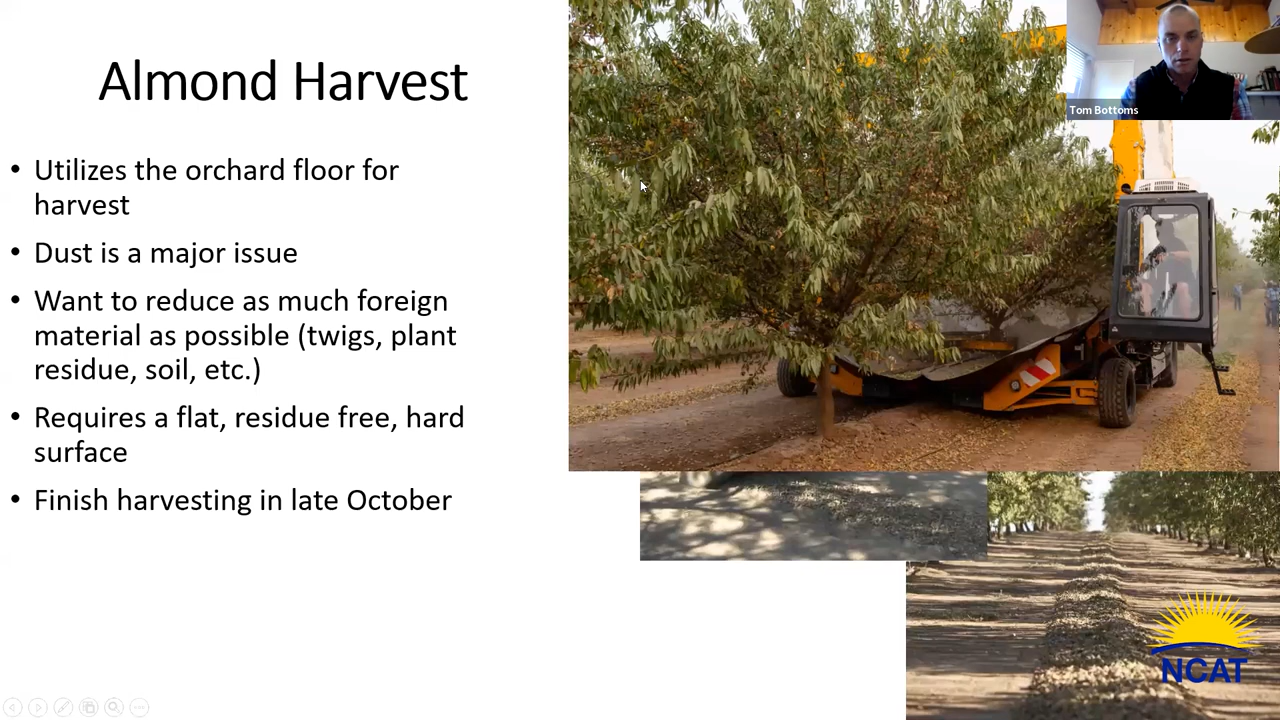 Almond Harvest
• Utilizes the orchard floor for
harvest
• Dust is a major issue
• Want to reduce as much foreign
material as possible (twigs, plant
residue, soil, etc.)
• Requires a flat, residue free, hard
surface
• Finish harvesting in late October
Tom Bottoms
NCAT